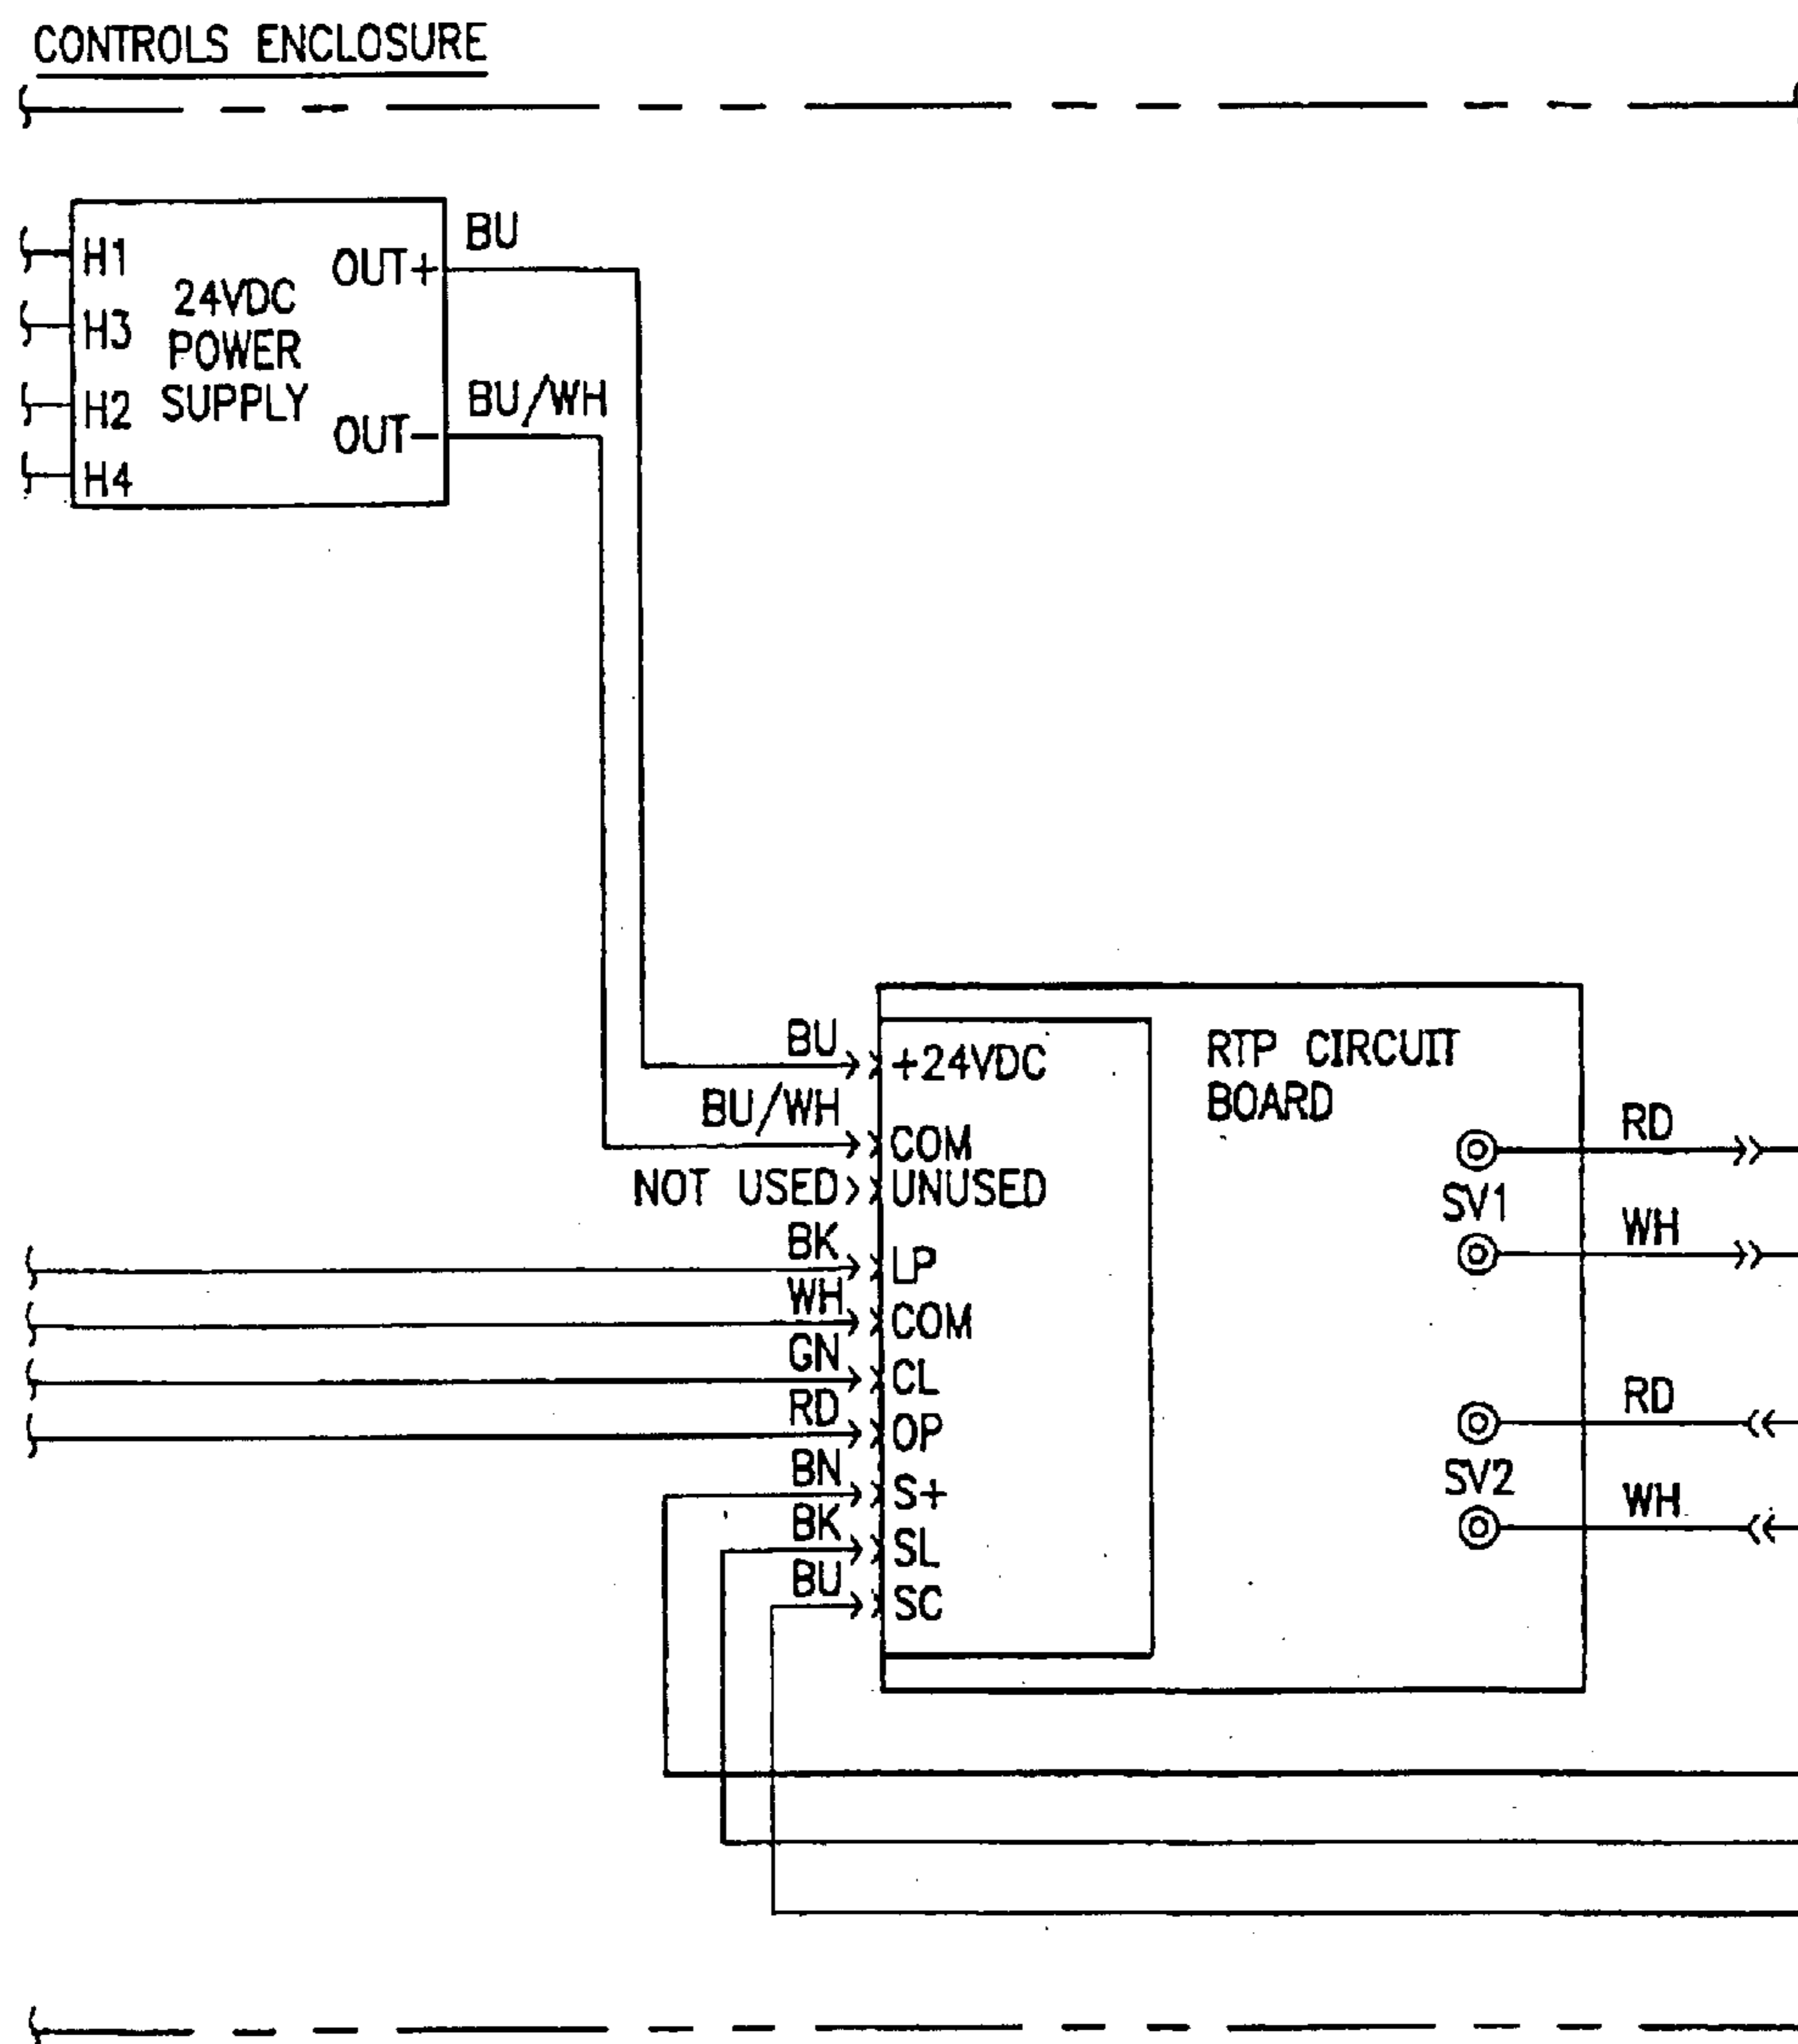 CONTROLS ENCLOSURE
H1
H3
H2
H4
24VDC
POWER
SUPPLY
OUT+
OUT-
BU
BU/WH
BU
+24VDC
BU/WH
COM
NOT USED
UNUSED
BK
LP
WH
COM
GN
CL
RD
OP
BN
S+
BK
SL
BU
SC
RTP CIRCUIT
BOARD
RD
SV1
WH
RD
SV2
WH